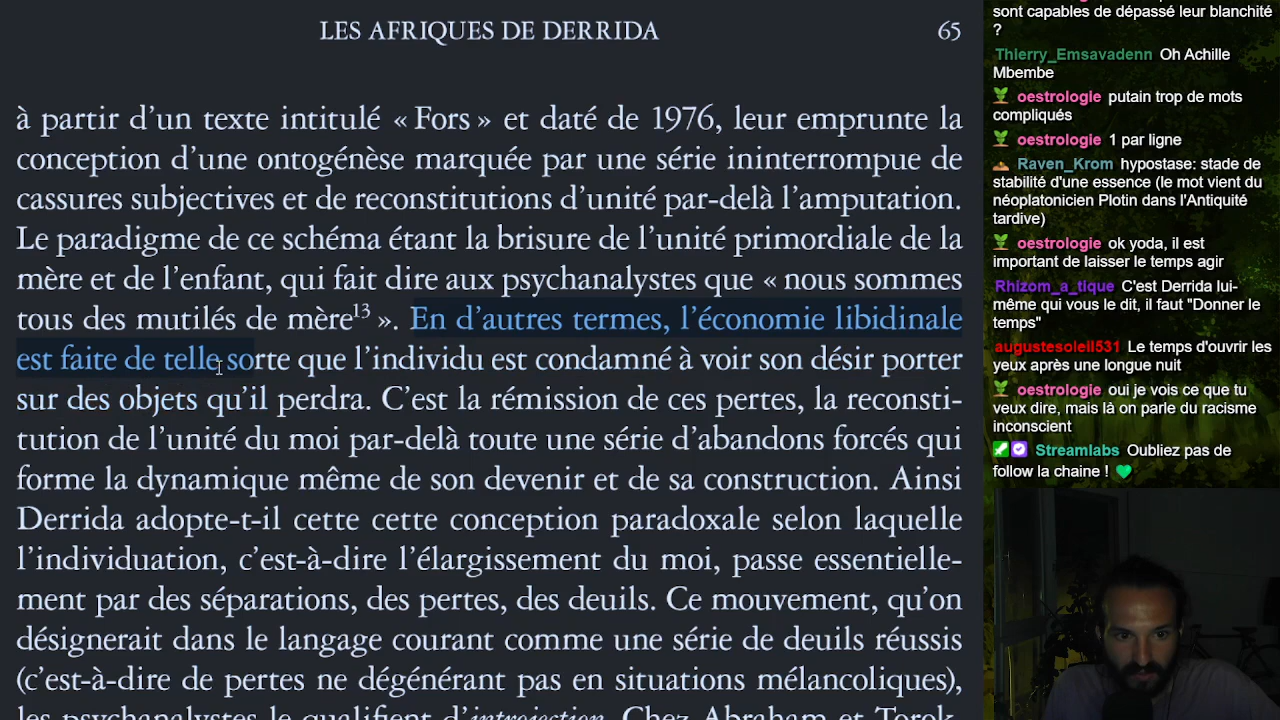 LES AFRIQUES DE DERRIDA
65
à partir d’un texte intitulé « Fors » et daté de 1976, leur emprunte la
conception d’une ontogénèse marquée par une série ininterrompue de
cassures subjectives et de reconstitutions d’unité par-delà l’amputation.
Le paradigme de ce schéma étant la brisure de l’unité primordiale de la
mère et de l’enfant, qui fait dire aux psychanalystes que « nous sommes
tous des mutilés de mère¹³ ». En d’autres termes, l’économie libidinale
est faite de telle sorte que l’individu est condamné à voir son désir porter
sur des objets qu’il perdra. C’est la rémission de ces pertes, la reconsti-
tution de l’unité du moi par-delà toute une série d’abandons forcés qui
forme la dynamique même de son devenir et de sa construction. Ainsi
Derrida adopte-t-il cette cette conception paradoxale selon laquelle
l’individuation, c’est-à-dire l’élargissement du moi, passe essentielle-
ment par des séparations, des pertes, des deuils. Ce mouvement, qu’on
désignerait dans le langage courant comme une série de deuils réussis
(c’est-à-dire de pertes ne dégénérant pas en situations mélancoliques),
les psychanalystes le qualifient d’introjection. Chez Abraham et Torok,
sont capables de dépassé leur blanchité
?
Thierry_Emsavadenn Oh Achille
Mbembe
oestrologie putain trop de mots
compliqués
oestrologie 1 par ligne
Raven_Krom hypostase: stade de
stabilité d'une essence (le mot vient du
néoplatonicien Plotin dans l'Antiquité
tardive)
oestrologie ok yoda, il est
important de laisser le temps agir
Rhizom_a_tique C'est Derrida lui-
même qui vous le dit, il faut "Donner le
temps"
augustesoleil531 Le temps d'ouvrir les
yeux après une longue nuit
oestrologie oui je vois ce que tu
veux dire, mais là on parle du racisme
inconscient
Streamlabs Oubliez pas de
follow la chaine !